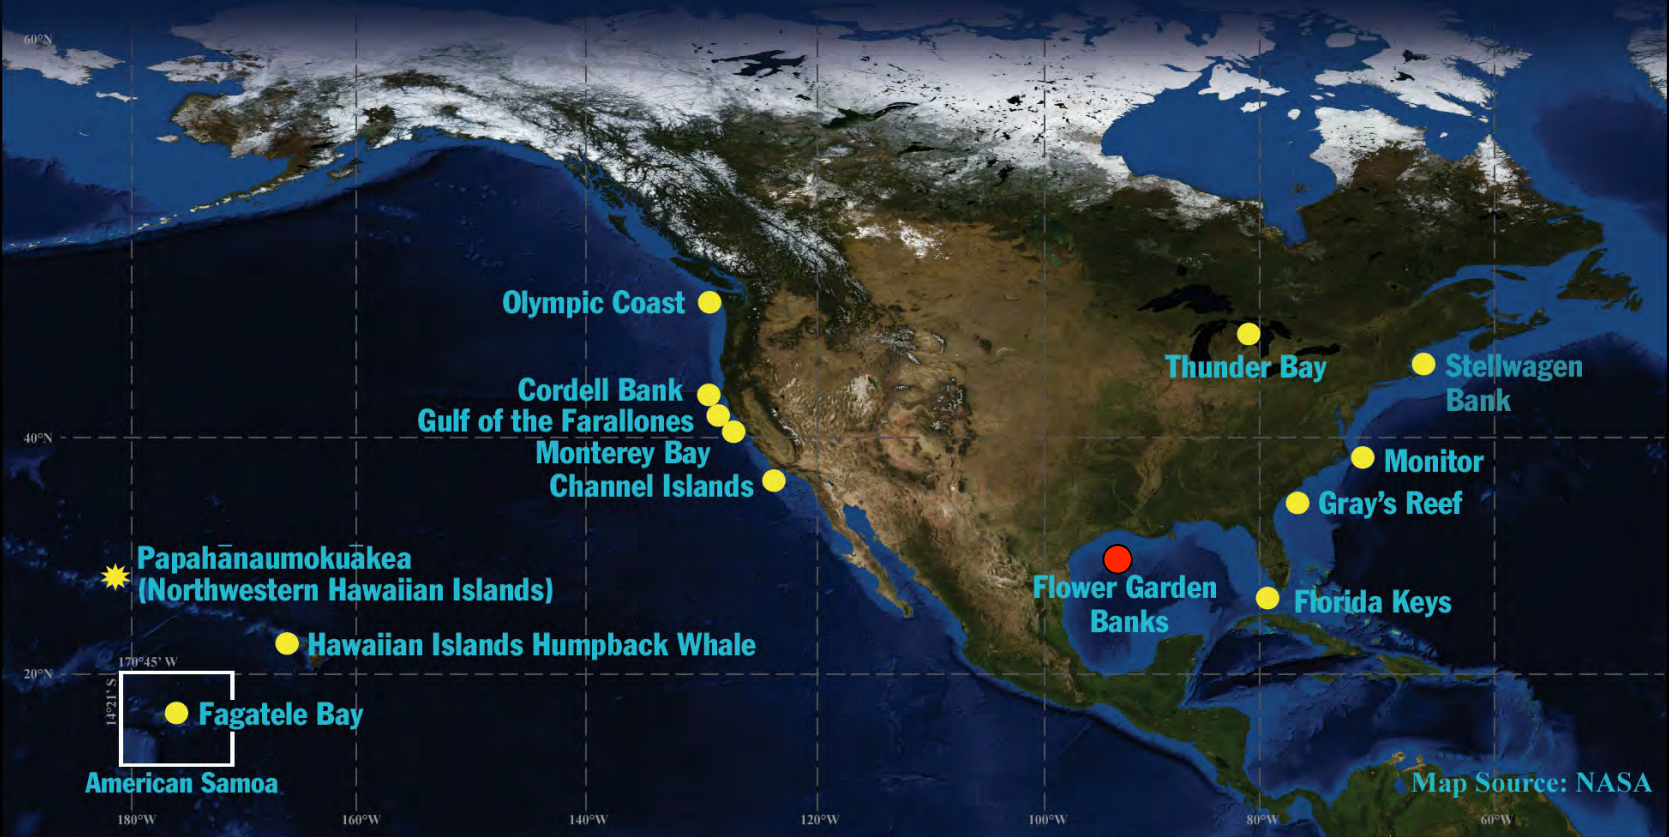 60°N
Olympic Coast
Thunder Bay
Stellwagen
Bank
Cordell Bank
Gulf of the Farallones
40°N
Monterey Bay
Monitor
Channel Islands
Gray's Reef
Papahānaumokuākea
(Northwestern Hawaiian Islands)
Flower Garden
Banks
Florida Keys
Hawaiian Islands Humpback Whale
170°45' W
20°N
14°21' S
Fagatele Bay
American Samoa
Map Source: NASA
180°W
160°W
140°W
120°W
100°W
80°W
60°W